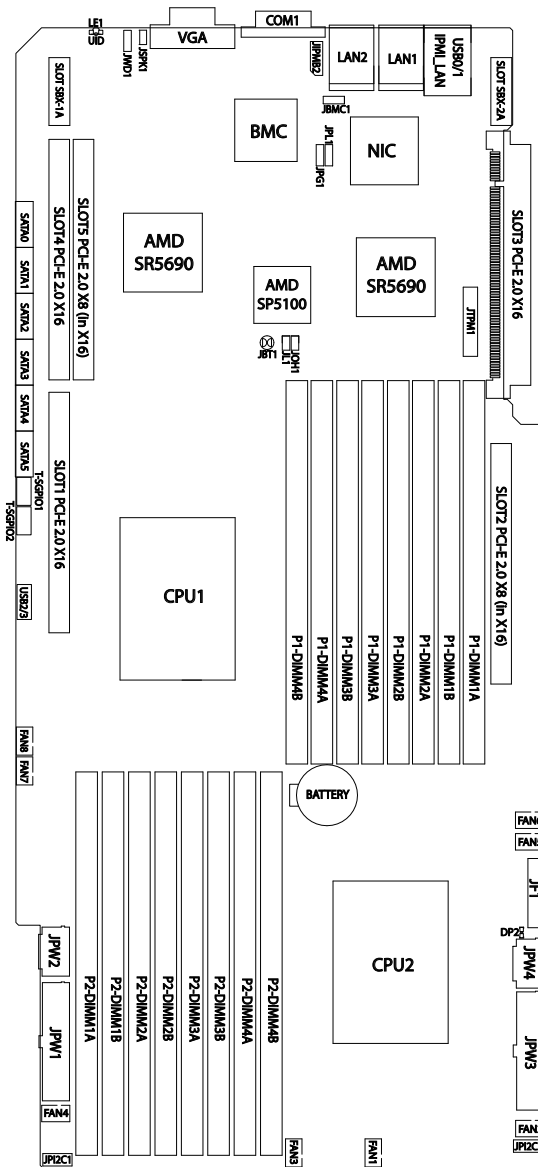 LE1
UID
JWD1
JSPK1
VGA
COM1
JIPMB2
LAN2
LAN1
USB0/1
IPMI_LAN
SLOT SBX-1A
SLOT SBX-2A
JBMC1
BMC
JPL1
JPG1
NIC
SLOT4 PCI-E 2.0 X16
SLOT5 PCI-E 2.0 X8 (In X16)
SLOT3 PCI-E 2.0 X16
SATA0
SATA1
SATA2
SATA3
SATA4
SATA5
AMD
SR5690
AMD
SP5100
AMD
SR5690
JTPM1
JBT1
JL1
JOH1
T-SGPIO1
T-SGPIO2
SLOT1 PCI-E 2.0 X16
SLOT2 PCI-E 2.0 X8 (In X16)
USB2/3
CPU1
P1-DIMM4B
P1-DIMM4A
P1-DIMM3B
P1-DIMM3A
P1-DIMM2B
P1-DIMM2A
P1-DIMM1B
P1-DIMM1A
FAN8
FAN7
BATTERY
FAN6
FAN5
DP2
JPW2
JPW1
JPW4
JPW3
CPU2
P2-DIMM1A
P2-DIMM1B
P2-DIMM2A
P2-DIMM2B
P2-DIMM3A
P2-DIMM3B
P2-DIMM4A
P2-DIMM4B
FAN4
JPI2C1
FAN3
FAN1
JPI2C